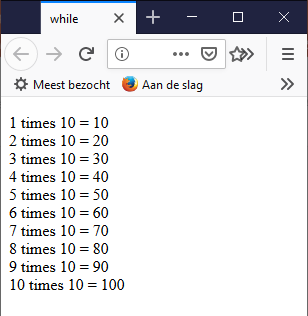 while
Meest bezocht Aan de slag
1 times 10 = 10
2 times 10 = 20
3 times 10 = 30
4 times 10 = 40
5 times 10 = 50
6 times 10 = 60
7 times 10 = 70
8 times 10 = 80
9 times 10 = 90
10 times 10 = 100